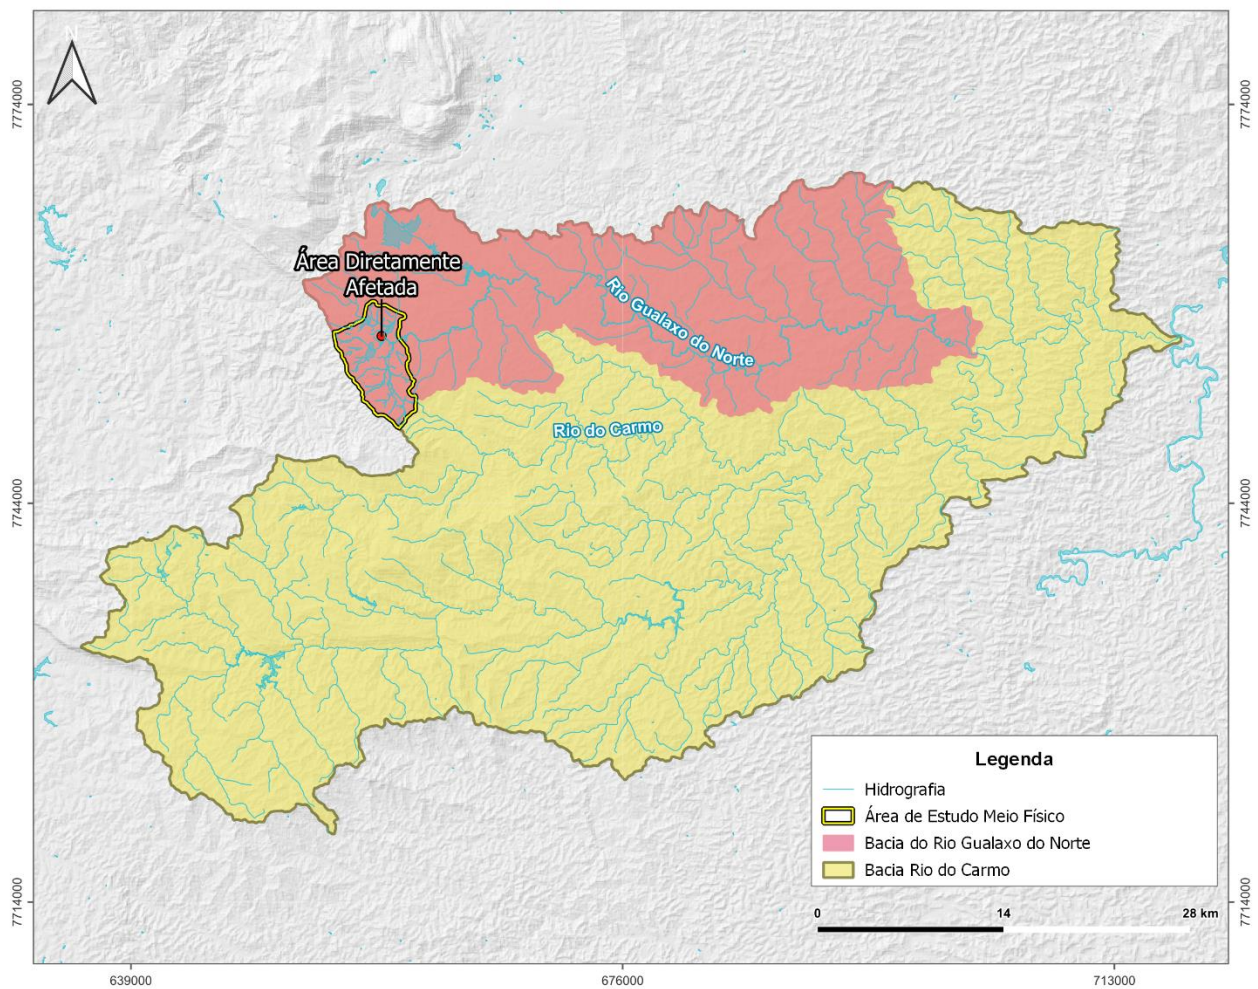 7774000
7774000
Área Diretamente
Afetada
Rio Gualaxo do Norte
Rio do Carmo
7744000
7744000
Legenda
Hidrografia
Área de Estudo Meio Físico
Bacia do Rio Gualaxo do Norte
Bacia Rio do Carmo
7714000
7714000
0 14 28 km
639000 676000 713000